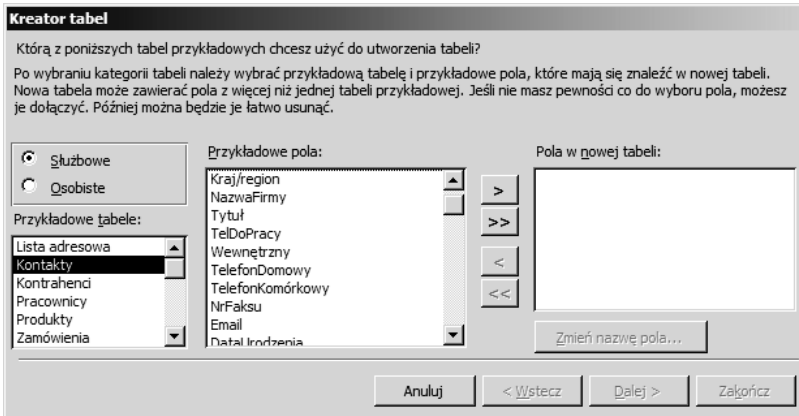 Kreator tabel
Którą z poniższych tabel przykładowych chcesz użyć do utworzenia tabeli?
Po wybraniu kategorii tabeli należy wybrać przykładową tabelę i przykładowe pola, które mają się znaleźć w nowej tabeli.
Nowa tabela może zawierać pola z więcej niż jednej tabeli przykładowej. Jeśli nie masz pewności co do wyboru pola, możesz
je dołączyć. Później można będzie je łatwo usunąć.
Służbowe
Osobiste
Przykładowe tabele:
Lista adresowa
Kontakty
Kontrahenci
Pracownicy
Produkty
Zamówienia
Przykładowe pola:
Kraj/region
NazwaFirmy
Tytuł
TelDoPracy
Wewnętrzny
TelefonDomowy
TelefonKomórkowy
NrFaksu
Email
DataUrodzenia
>
>>
<
<<
Pola w nowej tabeli:
Zmień nazwę pola...
Anuluj
< Wstecz
Dalej >
Zakończ